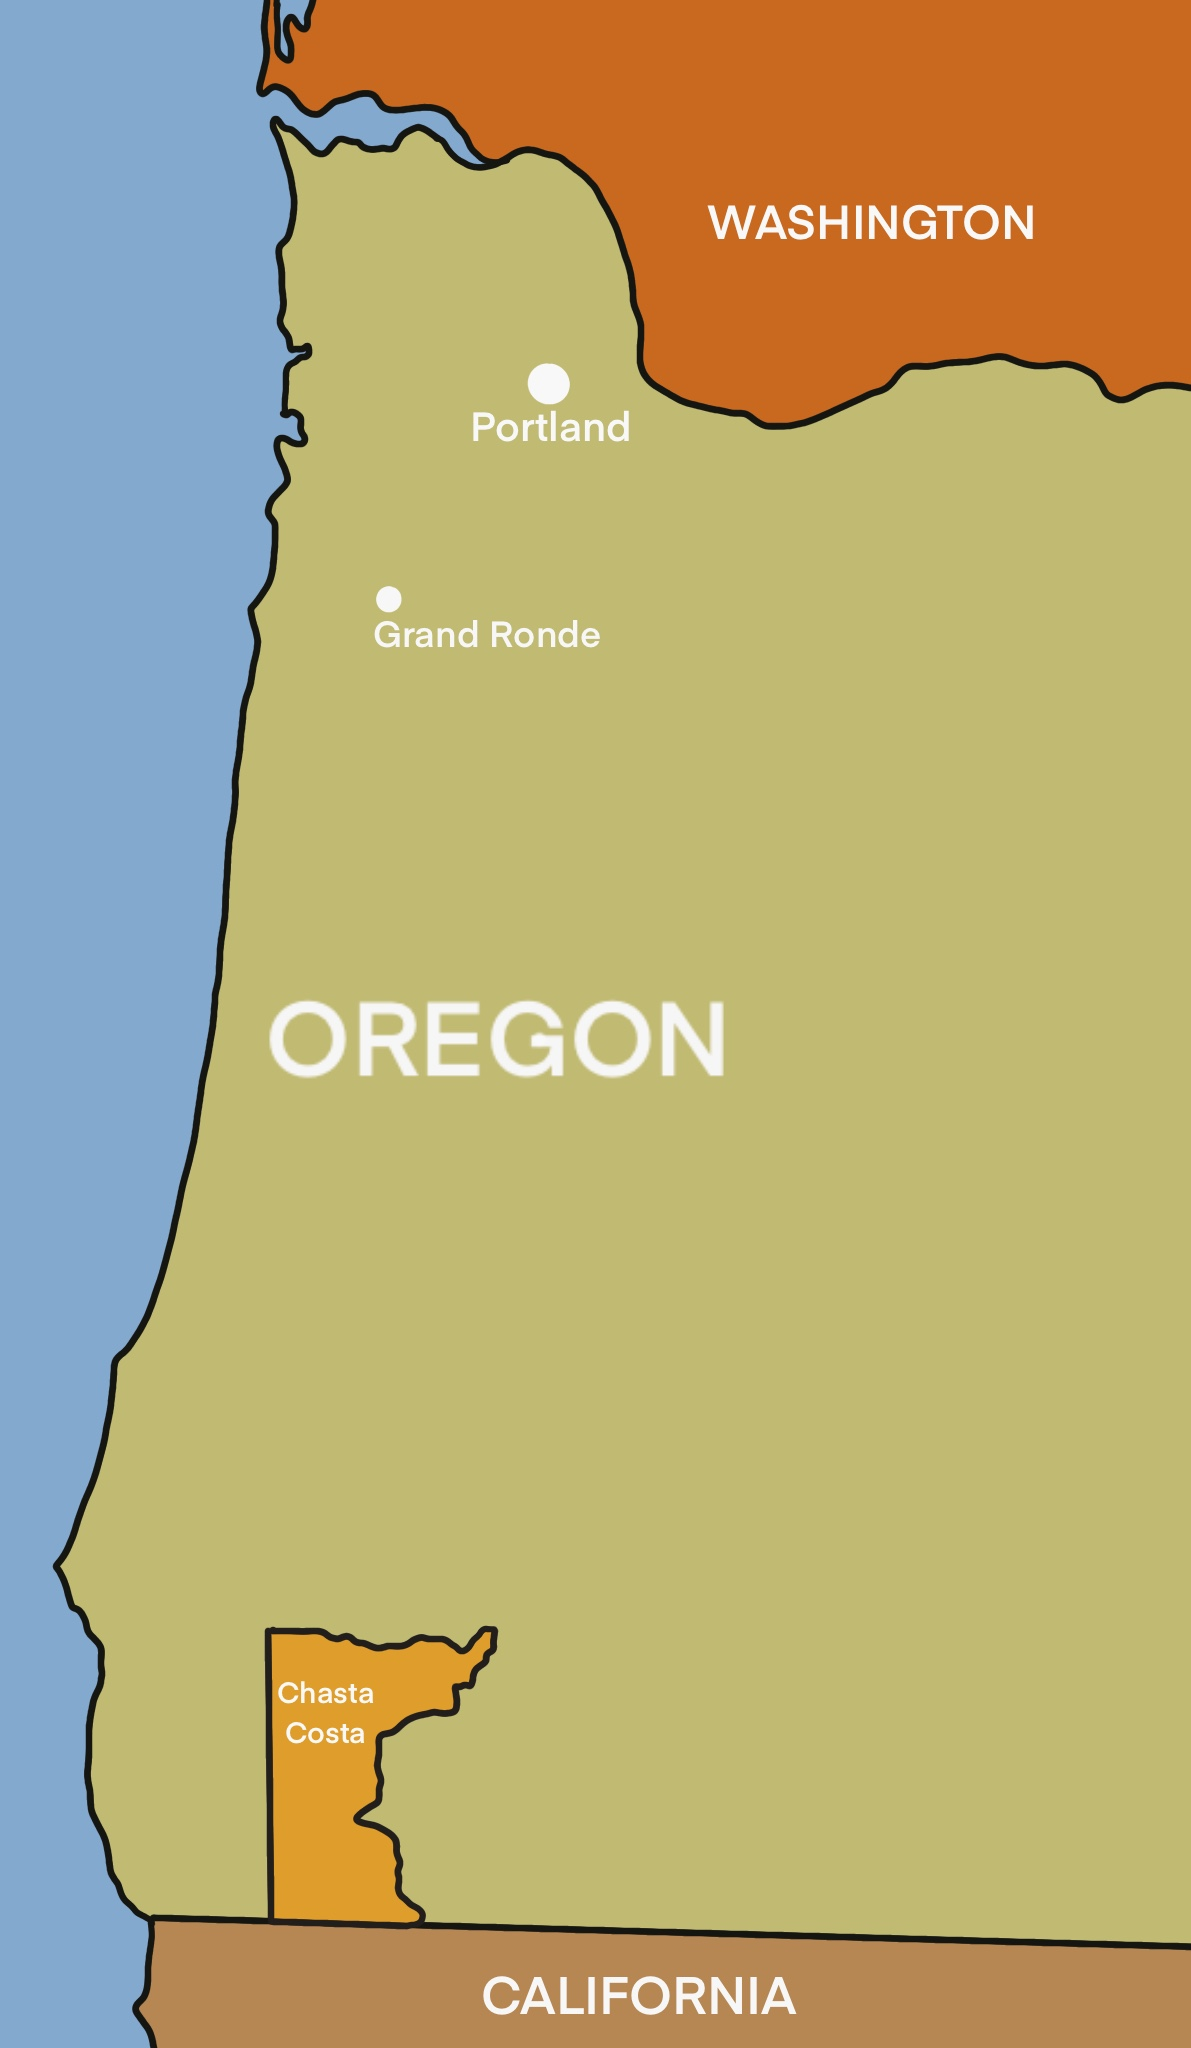 WASHINGTON
Portland
Grand Ronde
OREGON
Chasta
Costa
CALIFORNIA